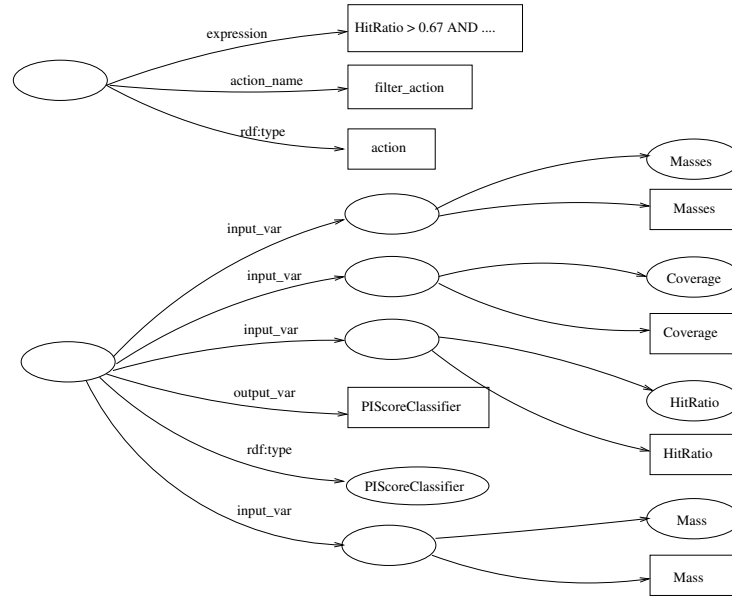 expression
HitRatio > 0.67 AND ....
action_name
filter_action
rdf:type
action
Masses
input_var
Masses
input_var
Coverage
input_var
Coverage
output_var
PIScoreClassifier
HitRatio
rdf:type
HitRatio
PIScoreClassifier
input_var
Mass
Mass